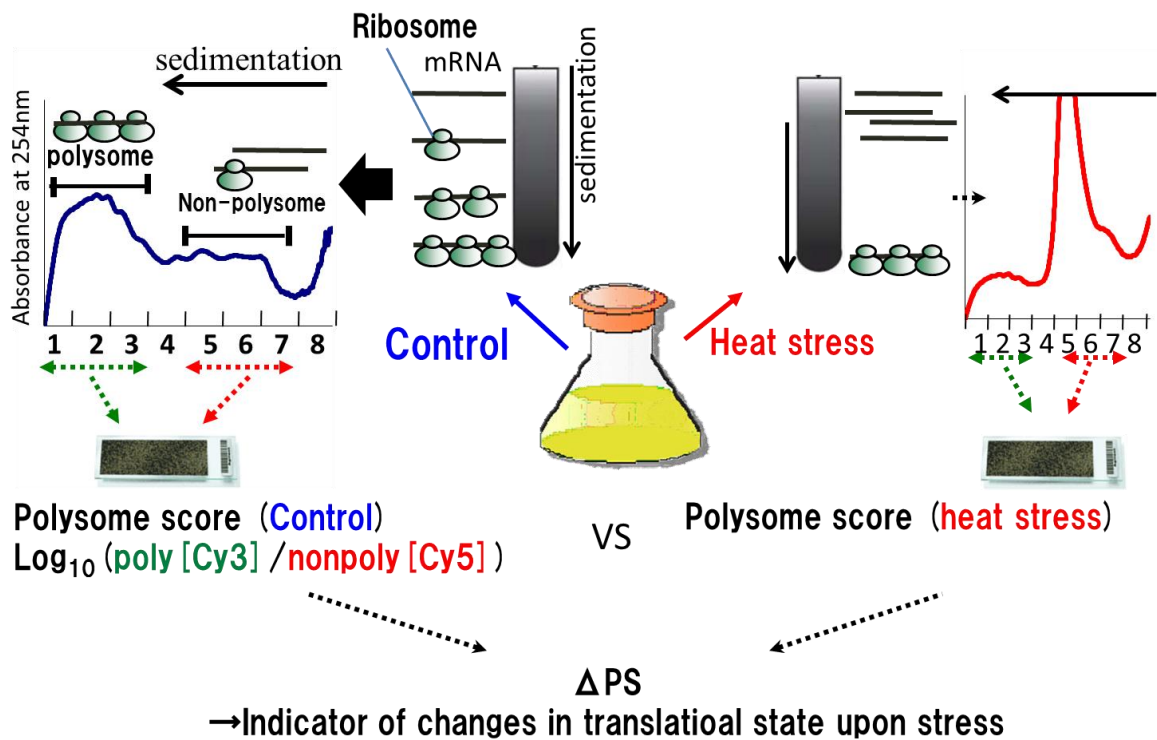 Ribosome
mRNA
sedimentation
sedimentation
Absorbance at 254nm
polysome
Non-polysome
1 2 3 4 5 6 7 8
Control
Heat stress
1 2 3 4 5 6 7 8
Polysome score (Control)
Log10 (poly [Cy3] /nonpoly [Cy5] )
VS
Polysome score (heat stress)
ΔPS
→Indicator of changes in translatioal state upon stress